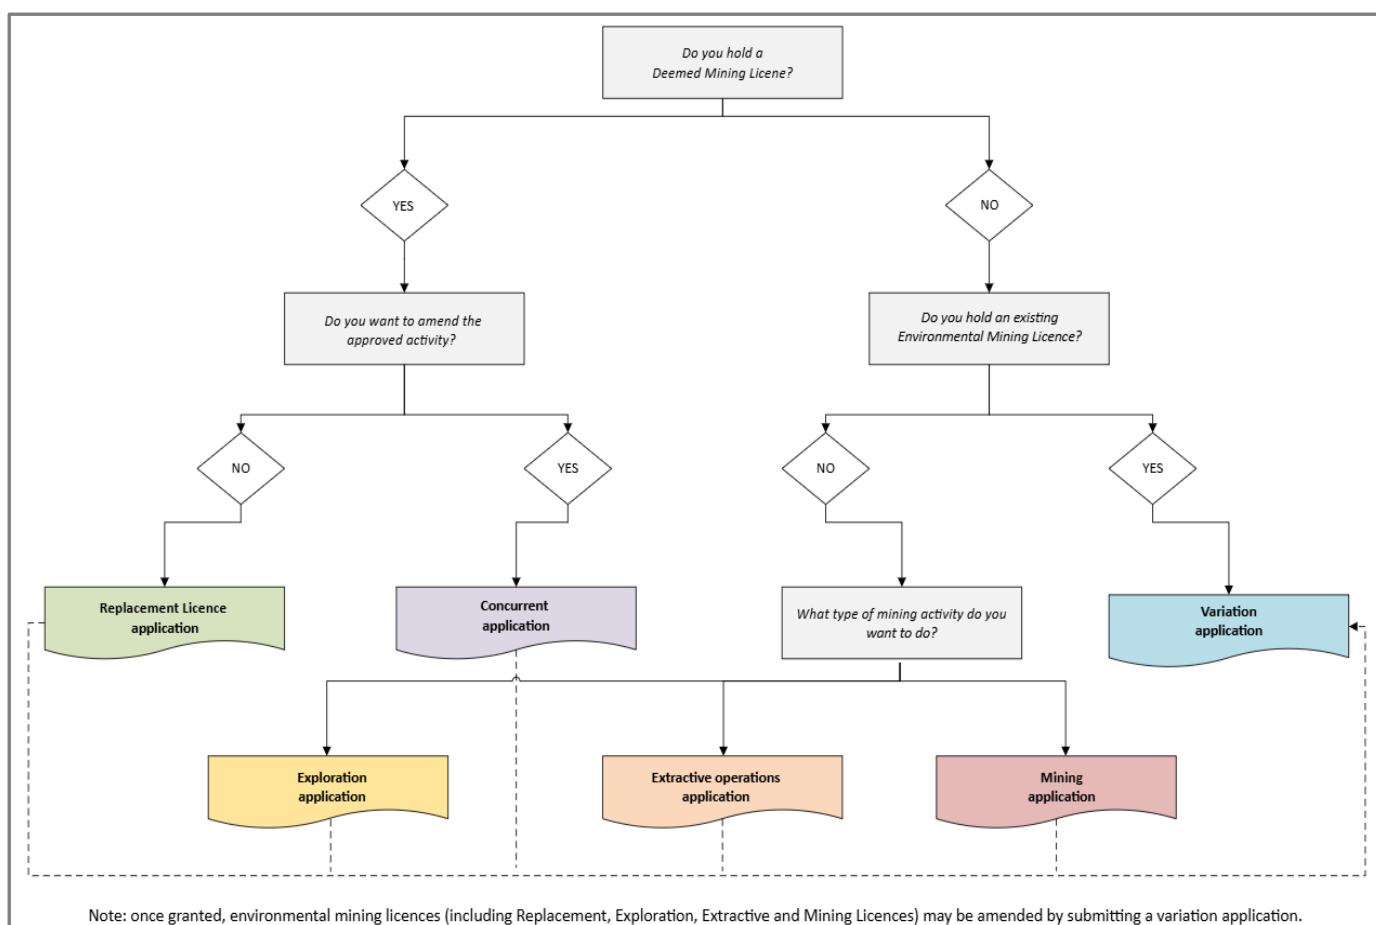 Do you hold a
Deemed Mining Licene?
YES
NO
Do you want to amend the
approved activity?
Do you hold an existing
Environmental Mining Licence?
NO
YES
NO
YES
Replacement Licence
application
Concurrent
application
What type of mining activity do you
want to do?
Variation
application
Exploration
application
Extractive operations
application
Mining
application
Note: once granted, environmental mining licences (including Replacement, Exploration, Extractive and Mining Licences) may be amended by submitting a variation application.